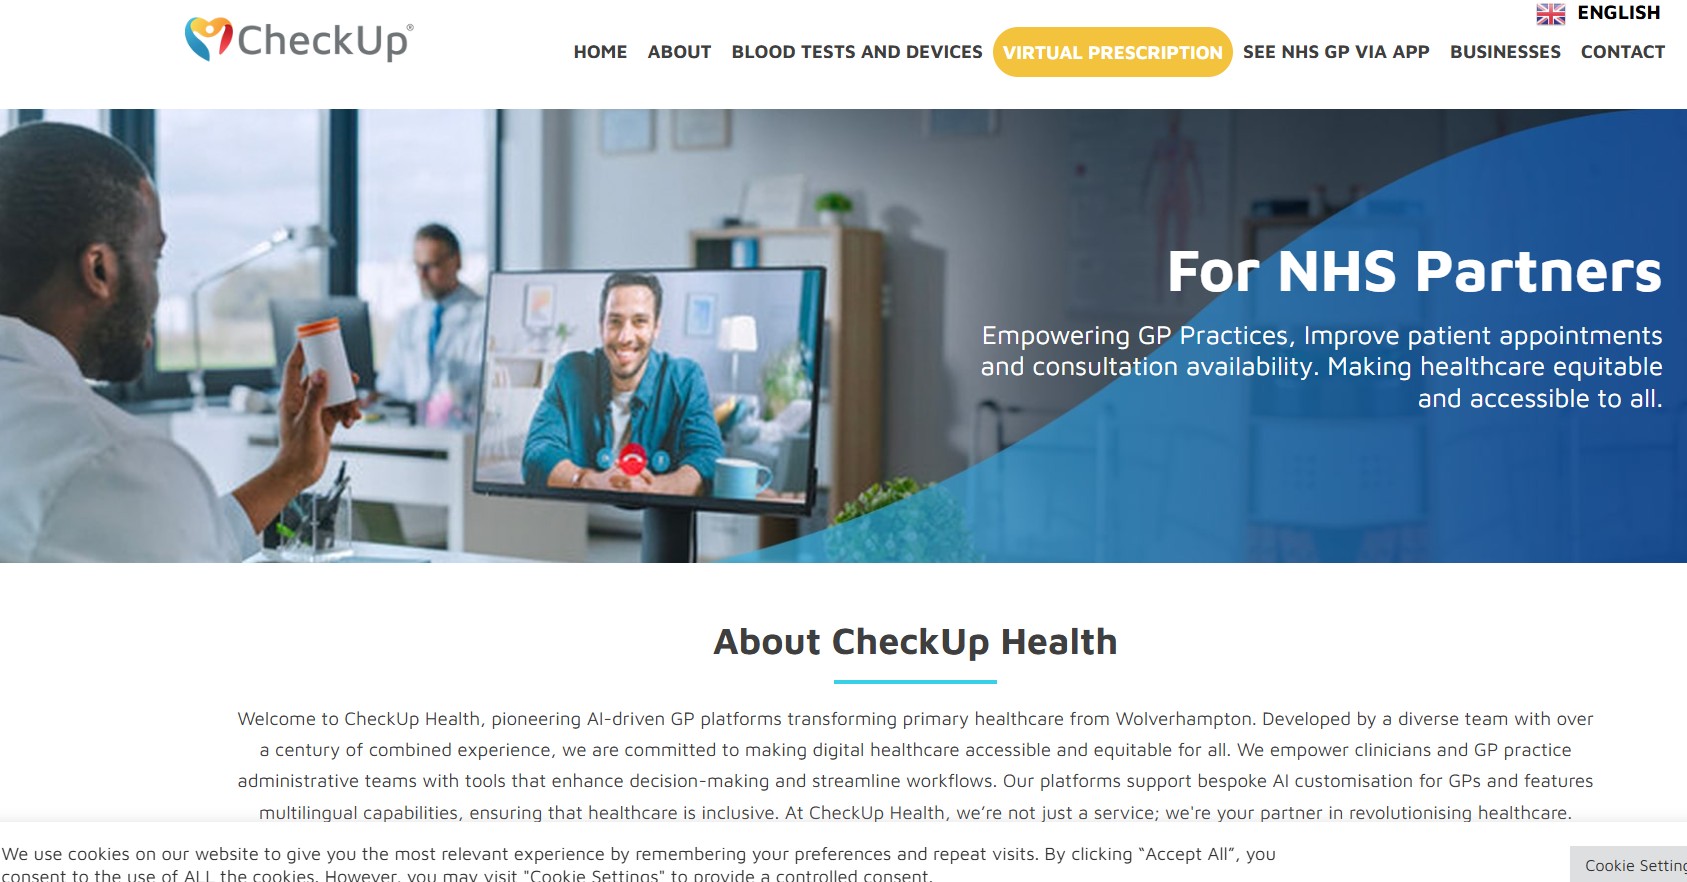 ENGLISH
CheckUp®
HOME ABOUT BLOOD TESTS AND DEVICES VIRTUAL PRESCRIPTION SEE NHS GP VIA APP BUSINESSES CONTACT
For NHS Partners
Empowering GP Practices, Improve patient appointments
and consultation availability. Making healthcare equitable
and accessible to all.
About CheckUp Health
Welcome to CheckUp Health, pioneering AI-driven GP platforms transforming primary healthcare from Wolverhampton. Developed by a diverse team with over
a century of combined experience, we are committed to making digital healthcare accessible and equitable for all. We empower clinicians and GP practice
administrative teams with tools that enhance decision-making and streamline workflows. Our platforms support bespoke AI customisation for GPs and features
multilingual capabilities, ensuring that healthcare is inclusive. At CheckUp Health, we’re not just a service; we're your partner in revolutionising healthcare.
We use cookies on our website to give you the most relevant experience by remembering your preferences and repeat visits. By clicking “Accept All”, you
consent to the use of ALL the cookies. However, you may visit "Cookie Settings" to provide a controlled consent.
Cookie Setting